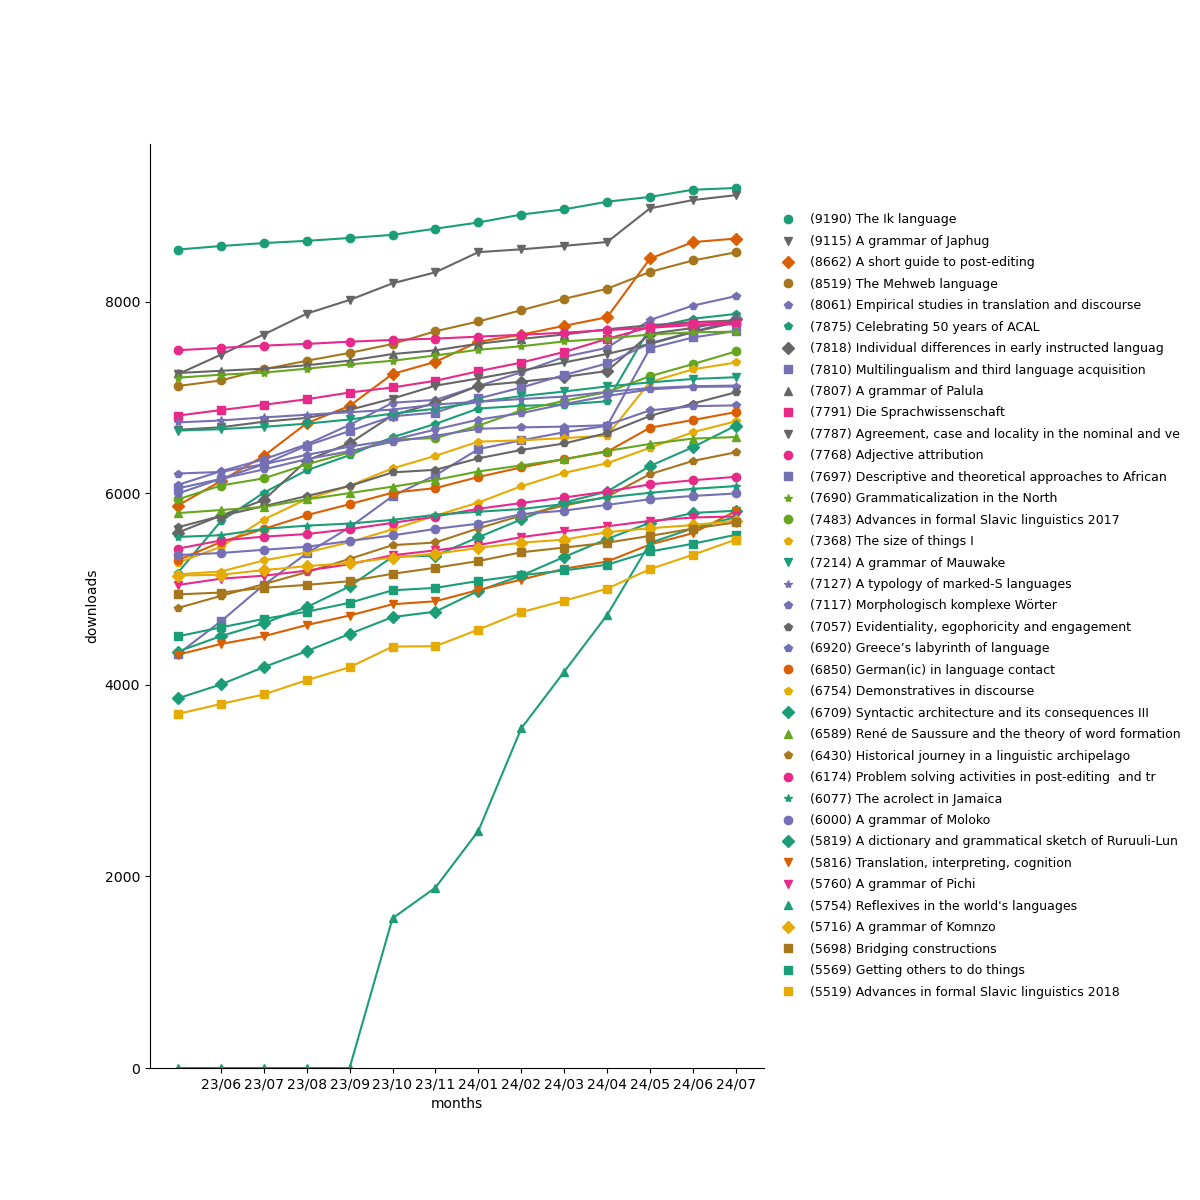 downloads
8000
6000
4000
2000
0
23/06 23/07 23/08 23/09 23/10 23/11 24/01 24/02 24/03 24/04 24/05 24/06 24/07
months
(9190) The Ik language
(9115) A grammar of Japhug
(8662) A short guide to post-editing
(8519) The Mehweb language
(8061) Empirical studies in translation and discourse
(7875) Celebrating 50 years of ACAL
(7818) Individual differences in early instructed languag
(7810) Multilingualism and third language acquisition
(7807) A grammar of Palula
(7791) Die Sprachwissenschaft
(7787) Agreement, case and locality in the nominal and ve
(7768) Adjective attribution
(7697) Descriptive and theoretical approaches to African
(7690) Grammaticalization in the North
(7483) Advances in formal Slavic linguistics 2017
(7368) The size of things I
(7214) A grammar of Mauwake
(7127) A typology of marked-S languages
(7117) Morphologisch komplexe Wörter
(7057) Evidentiality, egophoricity and engagement
(6920) Greece’s labyrinth of language
(6850) German(ic) in language contact
(6754) Demonstratives in discourse
(6709) Syntactic architecture and its consequences III
(6589) René de Saussure and the theory of word formation
(6430) Historical journey in a linguistic archipelago
(6174) Problem solving activities in post-editing  and tr
(6077) The acrolect in Jamaica
(6000) A grammar of Moloko
(5819) A dictionary and grammatical sketch of Ruruuli-Lun
(5816) Translation, interpreting, cognition
(5760) A grammar of Pichi
(5754) Reflexives in the world's languages
(5716) A grammar of Komnzo
(5698) Bridging constructions
(5569) Getting others to do things
(5519) Advances in formal Slavic linguistics 2018